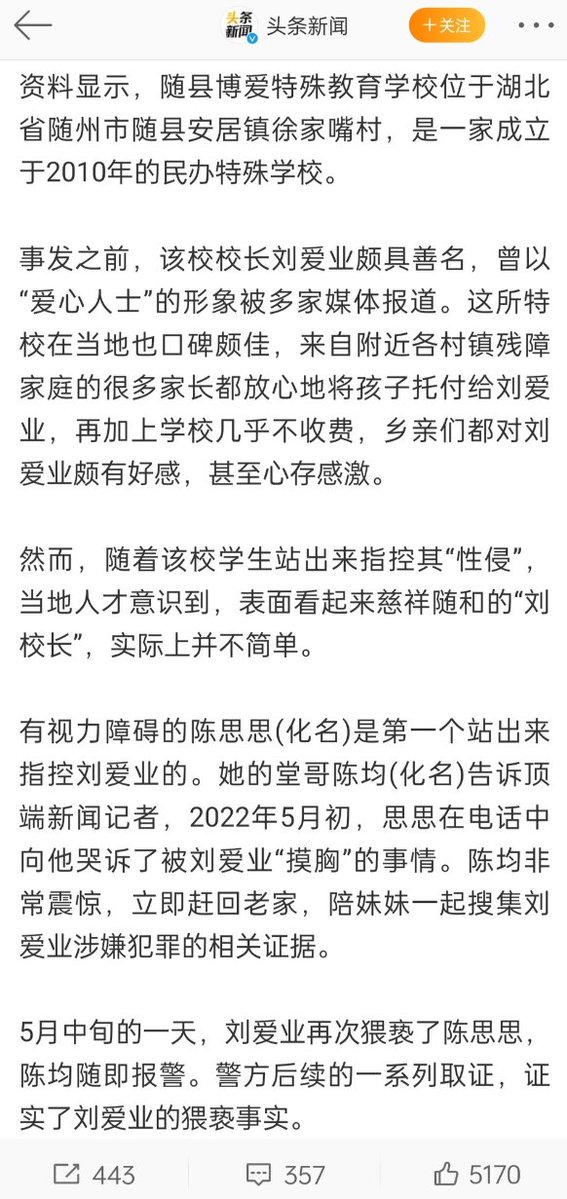 头条
新闻
头条新闻
+关注
资料显示，随县博爱特殊教育学校位于湖北
省随州市随县安居镇徐家嘴村，是一家成立
于2010年的民办特殊学校。
事发之前，该校校长刘爱业颇具善名，曾以
“爱心人士”的形象被多家媒体报道。这所特
校在当地也口碑颇佳，来自附近各村镇残障
家庭的很多家长都放心地将孩子托付给刘爱
业，再加上学校几乎不收费，乡亲们都对刘
爱业颇有好感，甚至心存感激。
然而，随着该校学生站出来指控其“性侵”，
当地人才意识到，表面看起来慈祥随和的“刘
校长”，实际上并不简单。
有视力障碍的陈思思(化名)是第一个站出来
指控刘爱业的。她的堂哥陈均(化名)告诉顶
端新闻记者，2022年5月初，思思在电话中
向他哭诉了被刘爱业“摸胸”的事情。陈均非
常震惊，立即赶回老家，陪妹妹一起搜集刘
爱业涉嫌犯罪的相关证据。
5月中旬的一天，刘爱业再次猥亵了陈思思，
陈均随即报警。警方后续的一系列取证，证
实了刘爱业的猥亵事实。
443
357
5170